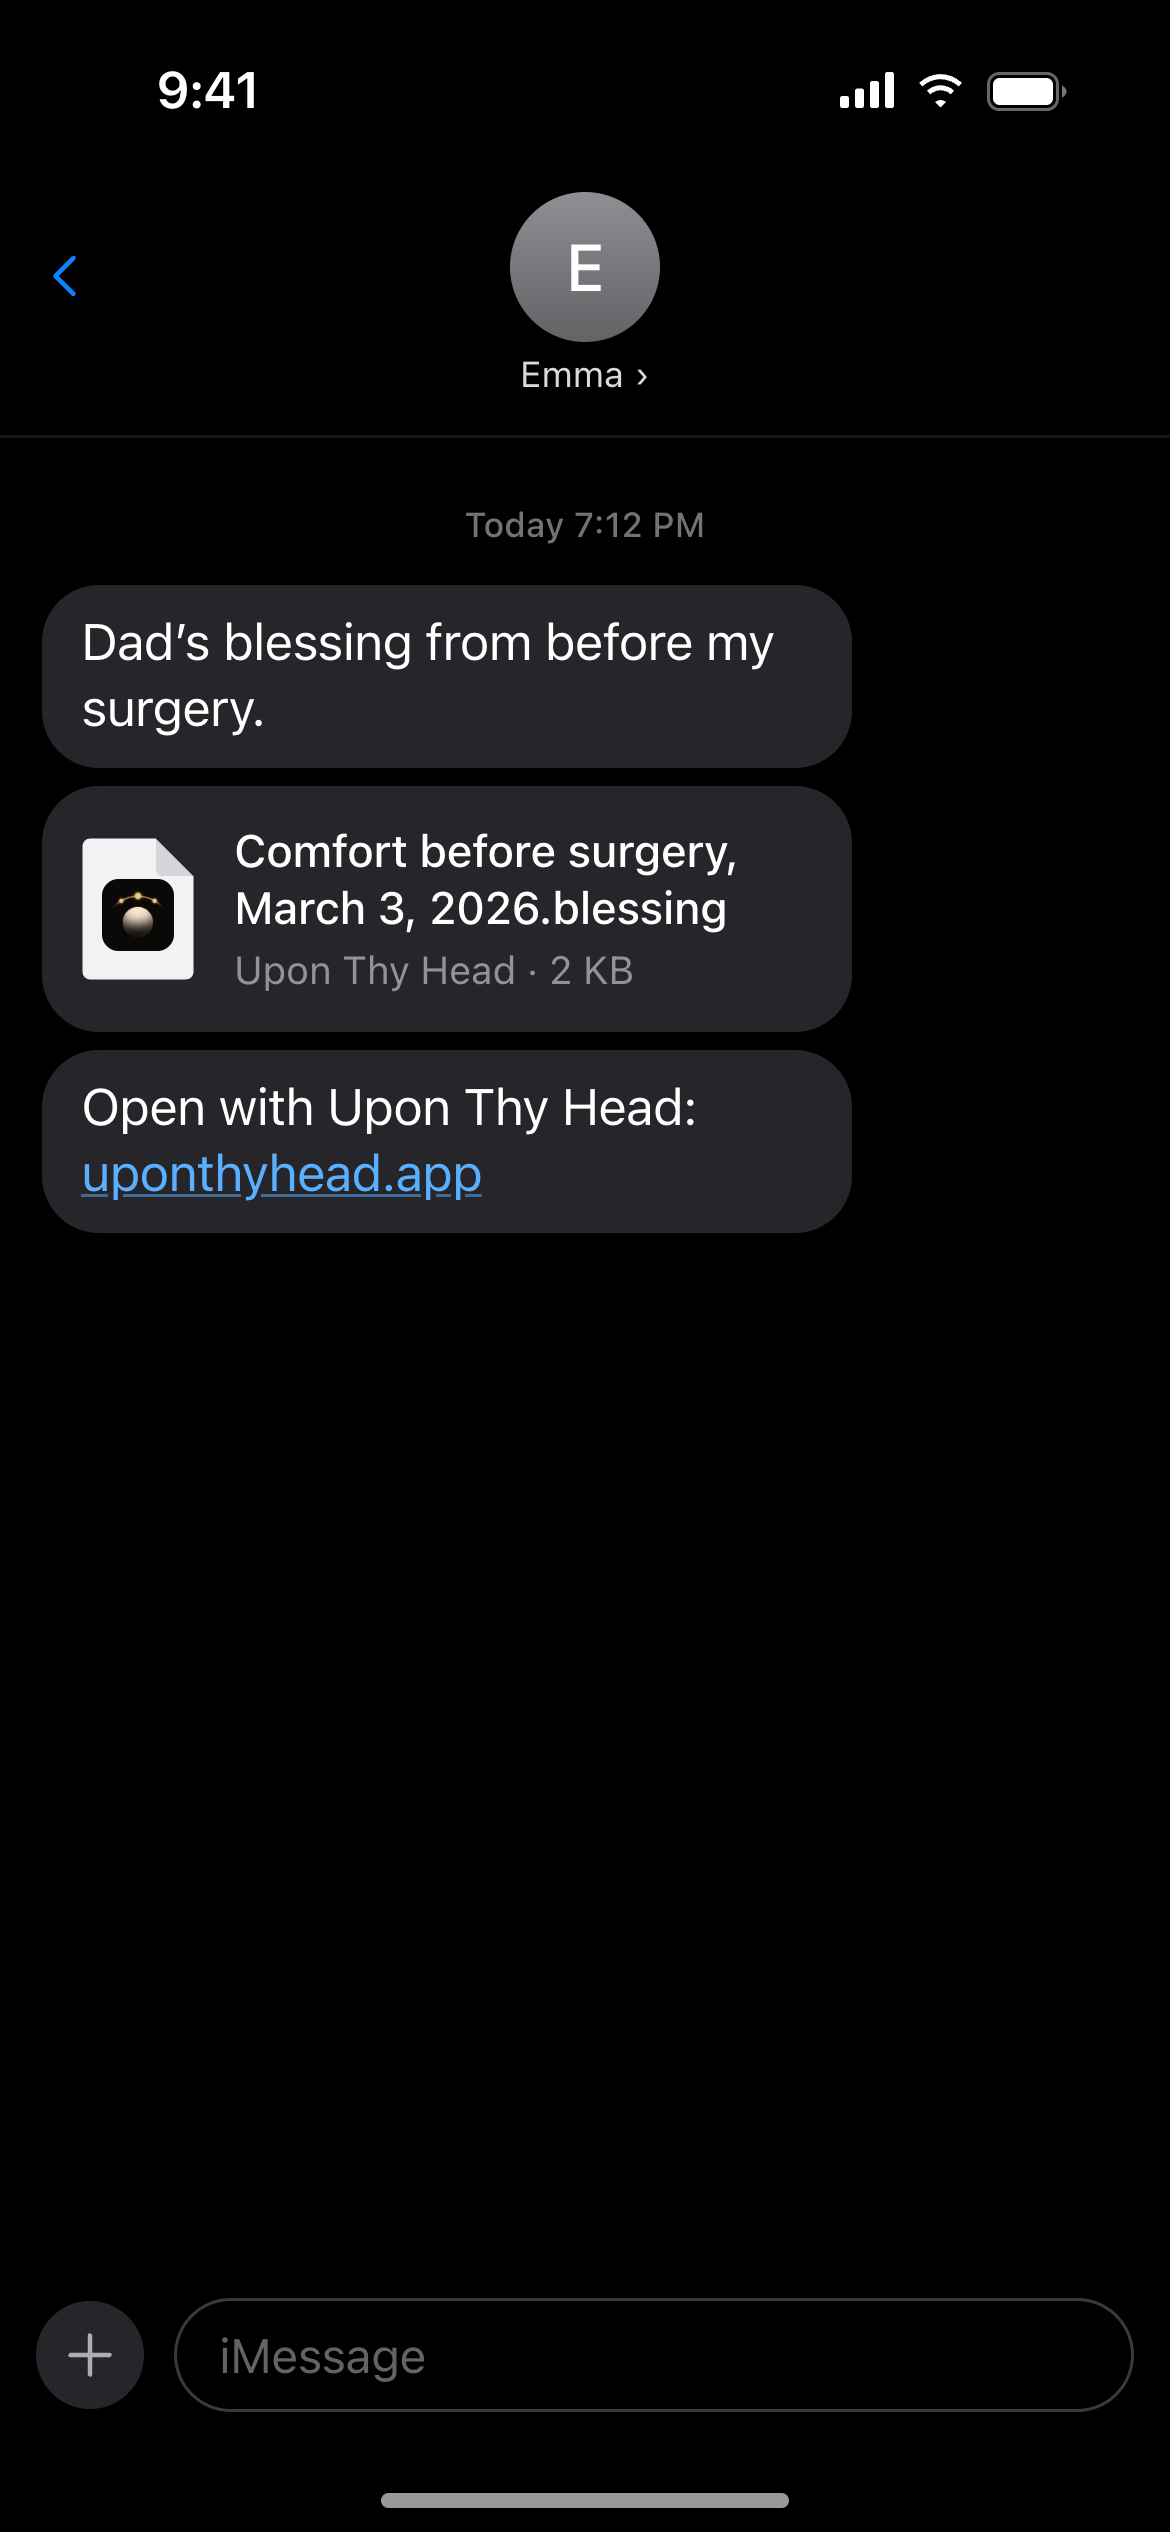 9:41
E
Emma ›
Today 7:12 PM
Dad’s blessing from before my
surgery.
Comfort before surgery,
March 3, 2026.blessing
Upon Thy Head · 2 KB
Open with Upon Thy Head:
uponthyhead.app
iMessage